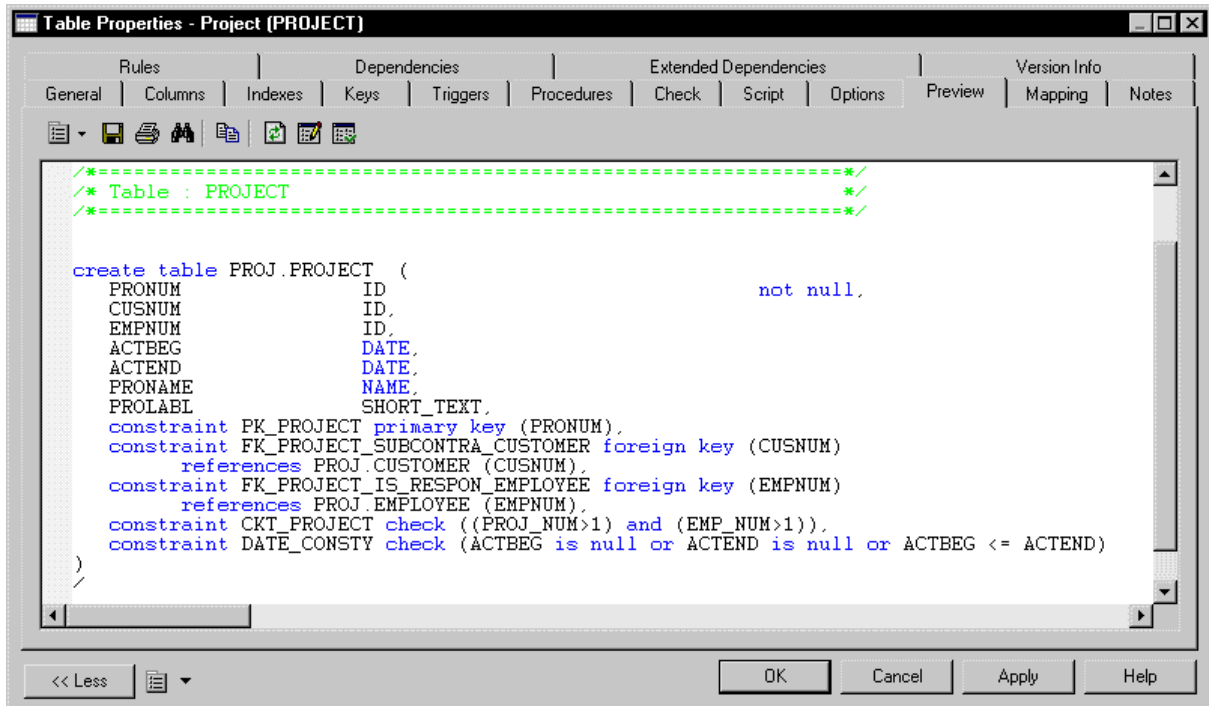 Table Properties - Project (PROJECT)
Rules Dependencies Extended Dependencies Version Info
General Columns Indexes Keys Triggers Procedures Check Script Options Preview Mapping Notes
/*==============================================================*/
/* Table : PROJECT                                              */
/*==============================================================*/
create table PROJ.PROJECT  (
   PRONUM               ID                               not null,
   CUSNUM               ID,
   EMPNUM               ID,
   ACTBEG               DATE,
   ACTEND               DATE,
   PRONAME              NAME,
   PROLABL              SHORT_TEXT,
   constraint PK_PROJECT primary key (PRONUM),
   constraint FK_PROJECT_SUBCONTRA_CUSTOMER foreign key (CUSNUM)
         references PROJ.CUSTOMER (CUSNUM),
   constraint FK_PROJECT_IS_RESPON_EMPLOYEE foreign key (EMPNUM)
         references PROJ.EMPLOYEE (EMPNUM),
   constraint CKT_PROJECT check ((PROJ_NUM>1) and (EMP_NUM>1)),
   constraint DATE_CONSTY check (ACTBEG is null or ACTEND is null or ACTBEG <= ACTEND)
)
/
<< Less OK Cancel Apply Help